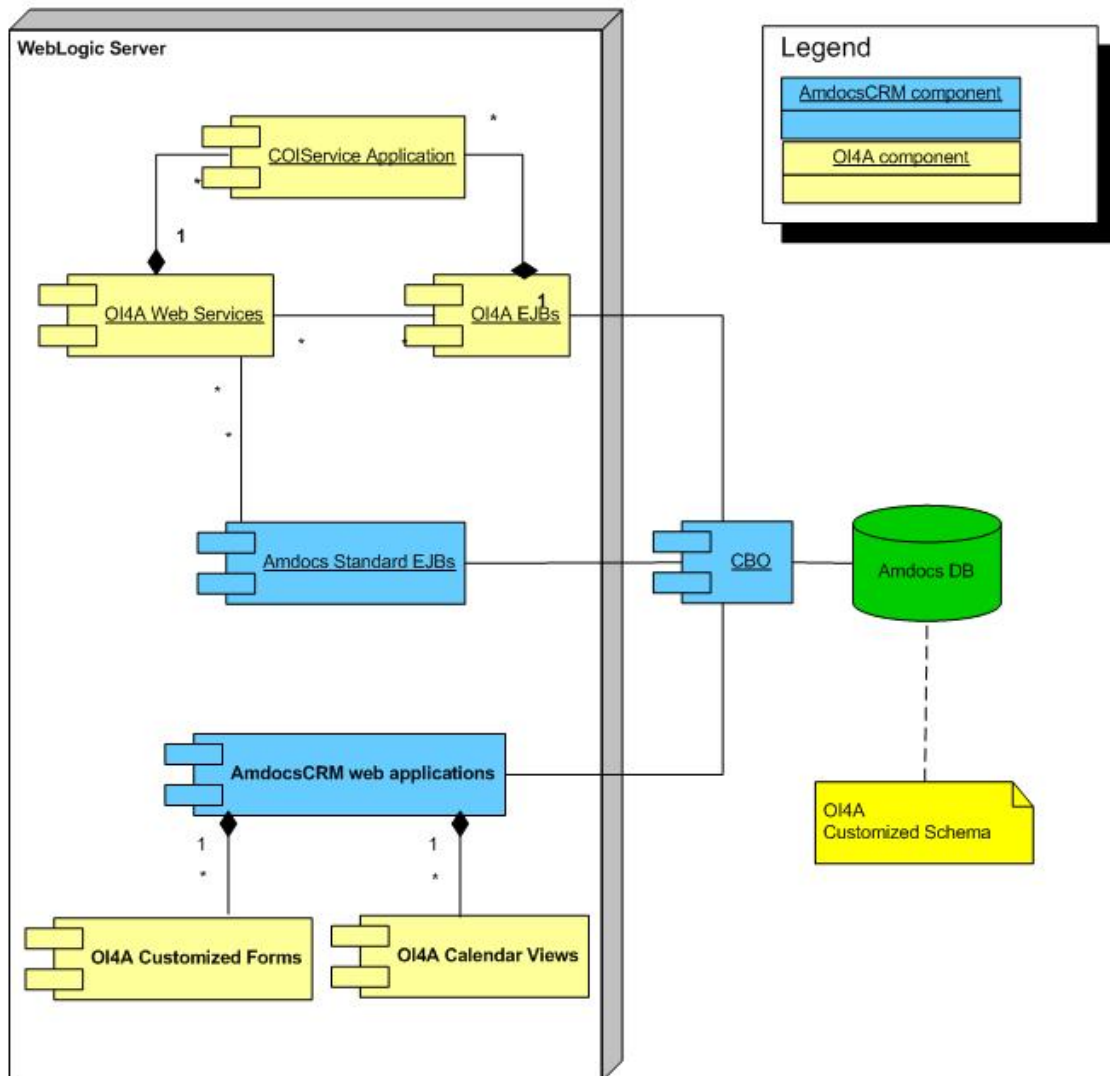 WebLogic Server
Legend
AmdocsCRM component
OI4A component
*
COIService Application
*
1
OI4A Web Services
OI4A EJBs
1
*
*
*
*
Amdocs Standard EJBs
CBO
Amdocs DB
AmdocsCRM web applications
OI4A
Customized Schema
1
1
*
*
OI4A Customized Forms
OI4A Calendar Views